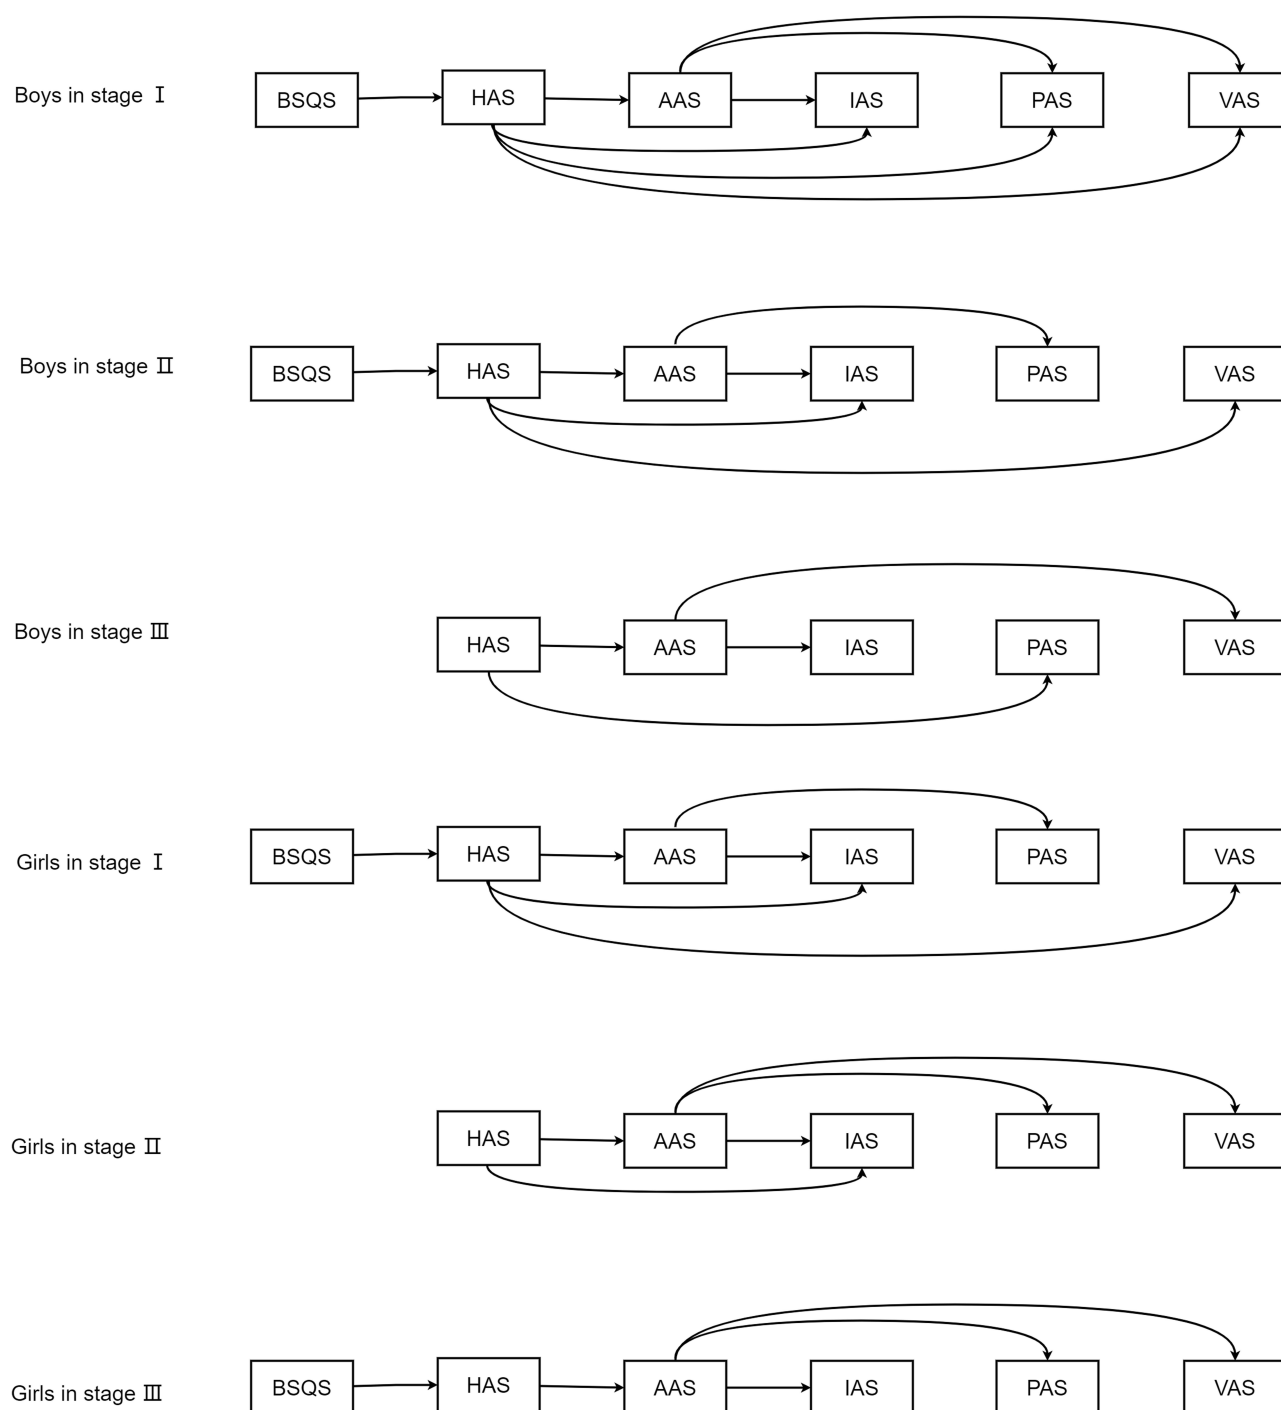 Boys in stage Ⅰ BSQS HAS AAS IAS PAS VAS
Boys in stage Ⅱ BSQS HAS AAS IAS PAS VAS
Boys in stage Ⅲ HAS AAS IAS PAS VAS
Girls in stage Ⅰ BSQS HAS AAS IAS PAS VAS
Girls in stage Ⅱ HAS AAS IAS PAS VAS
Girls in stage Ⅲ BSQS HAS AAS IAS PAS VAS